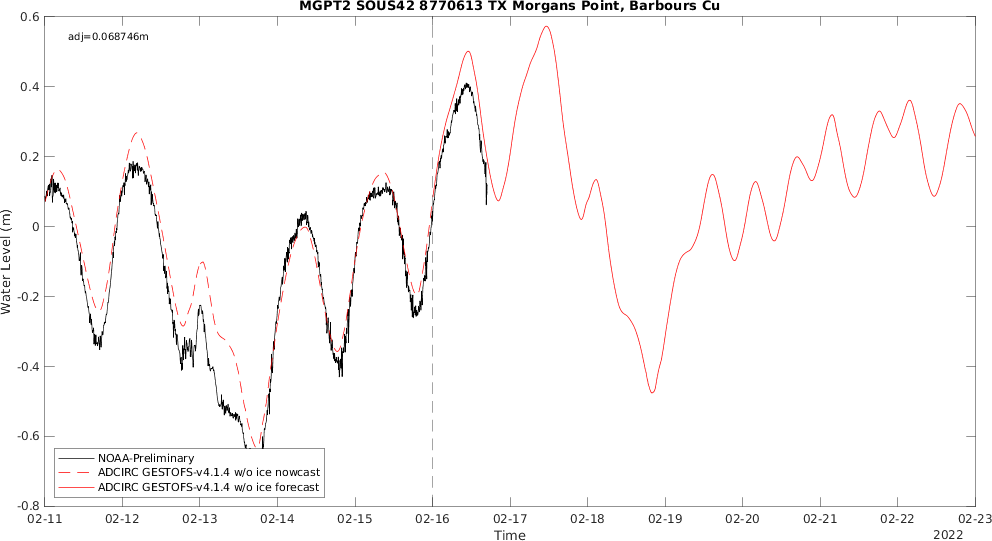 MGPT2 SOUS42 8770613 TX Morgans Point, Barbours Cu
adj=0.068746m
Water Level (m)
0.6
0.4
0.2
0
-0.2
-0.4
-0.6
-0.8
NOAA-Preliminary
ADCIRC GESTOFS-v4.1.4 w/o ice nowcast
ADCIRC GESTOFS-v4.1.4 w/o ice forecast
02-11 02-12 02-13 02-14 02-15 02-16 02-17 02-18 02-19 02-20 02-21 02-22 02-23
Time
2022